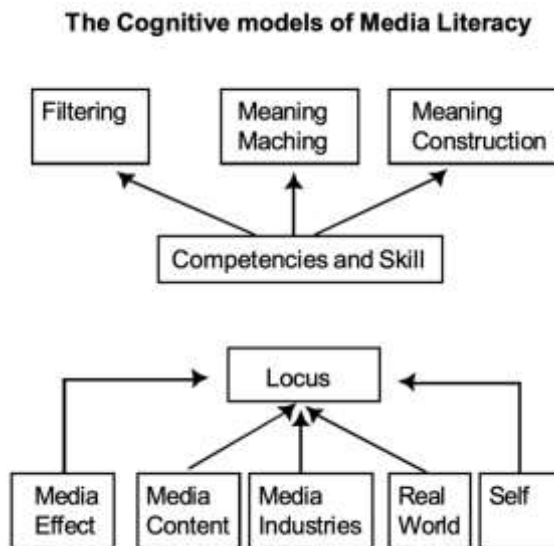 The Cognitive models of Media Literacy
Filtering
Meaning
Maching
Meaning
Construction
Competencies and Skill
Locus
Media
Effect
Media
Content
Media
Industries
Real
World
Self